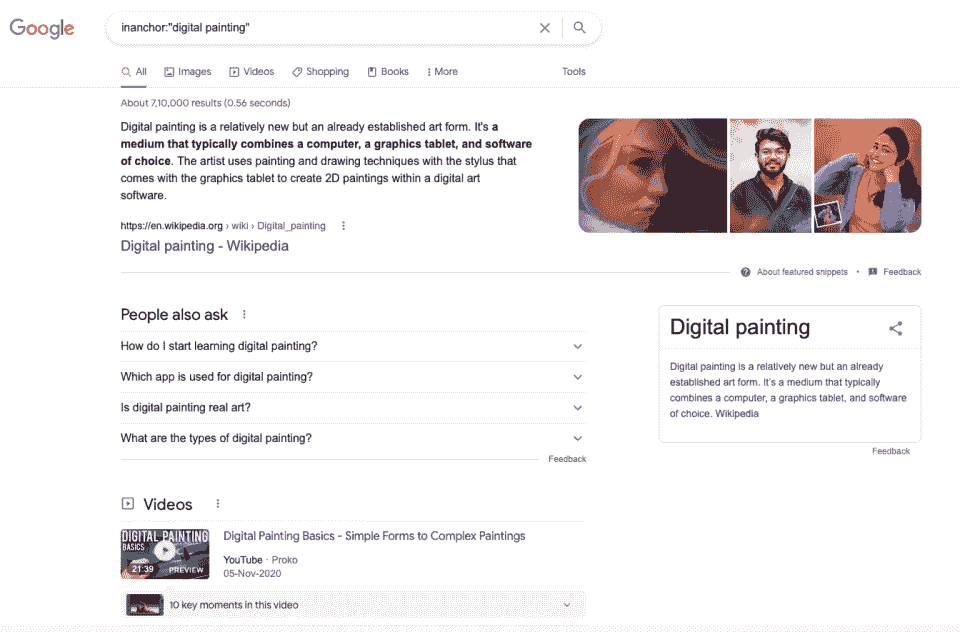 Google
inanchor:"digital painting"
All Images Videos Shopping Books More Tools
About 7,10,000 results (0.56 seconds)
Digital painting is a relatively new but an already established art form. It's a
medium that typically combines a computer, a graphics tablet, and software
of choice. The artist uses painting and drawing techniques with the stylus that
comes with the graphics tablet to create 2D paintings within a digital art
software.
https://en.wikipedia.org › wiki › Digital_painting
Digital painting - Wikipedia
About featured snippets • Feedback
People also ask
How do I start learning digital painting?
Which app is used for digital painting?
Is digital painting real art?
What are the types of digital painting?
Feedback
Digital painting
Digital painting is a relatively new but an already
established art form. It's a medium that typically
combines a computer, a graphics tablet, and software
of choice. Wikipedia
Feedback
Videos
DIGITAL PAINTING
BASICS
21:39 PREVIEW
Digital Painting Basics - Simple Forms to Complex Paintings
YouTube · Proko
05-Nov-2020
10 key moments in this video